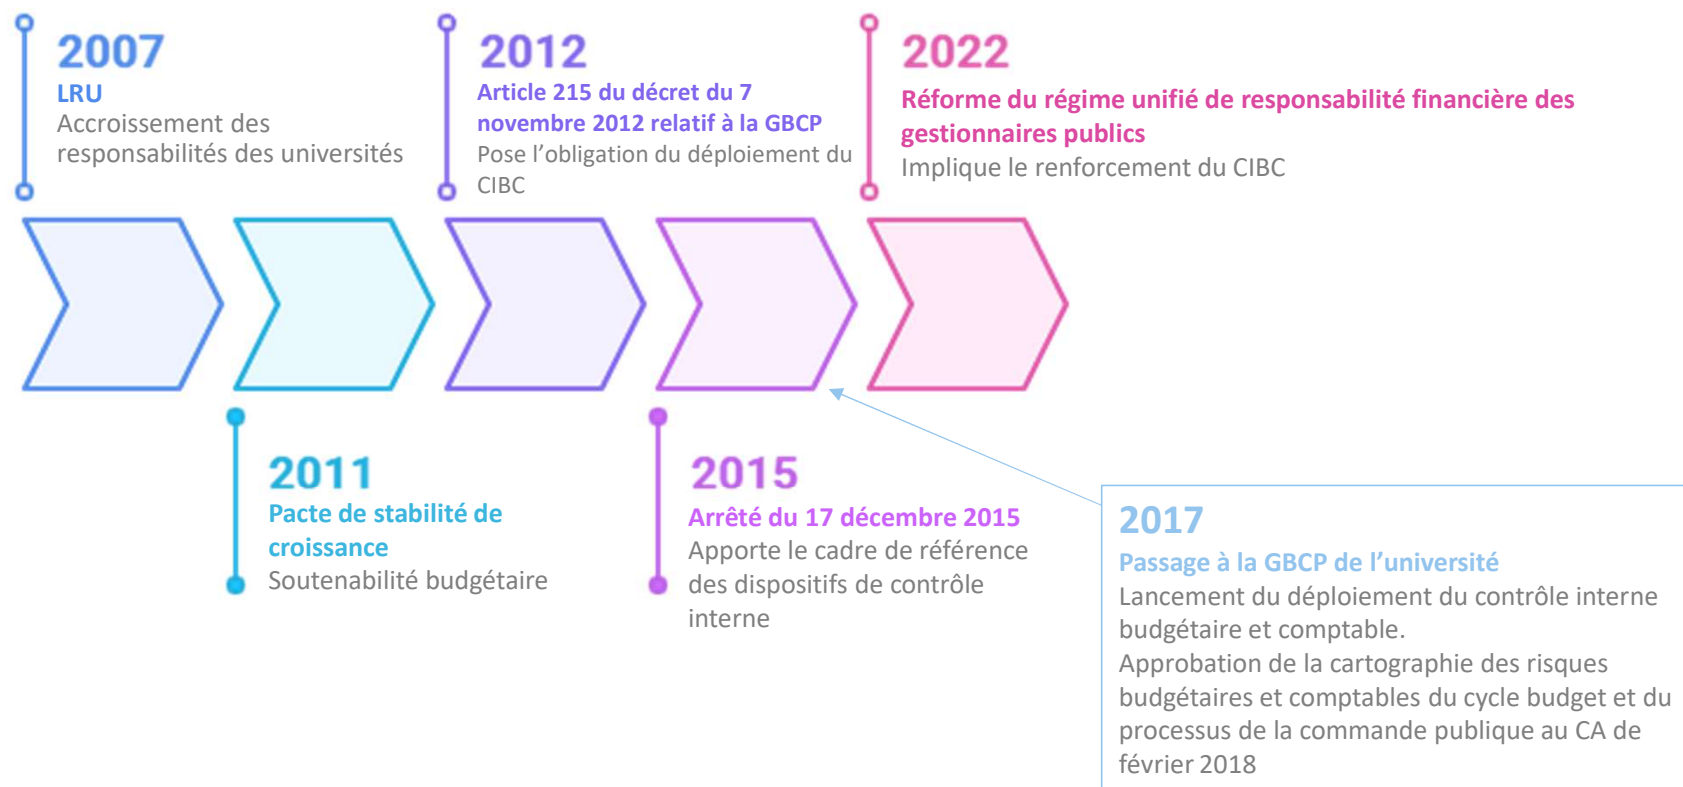 2007
LRU
Accroissement des
responsabilités des universités
2012
Article 215 du décret du 7
novembre 2012 relatif à la GBCP
Pose l’obligation du déploiement du
CIBC
2022
Réforme du régime unifié de responsabilité financière des
gestionnaires publics
Implique le renforcement du CIBC
2011
Pacte de stabilité de
croissance
Soutenabilité budgétaire
2015
Arrêté du 17 décembre 2015
Apporte le cadre de référence
des dispositifs de contrôle
interne
2017
Passage à la GBCP de l’université
Lancement du déploiement du contrôle interne
budgétaire et comptable.
Approbation de la cartographie des risques
budgétaires et comptables du cycle budget et du
processus de la commande publique au CA de
février 2018